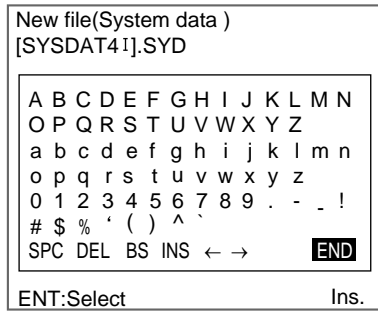 New file(System data )
[SYSDAT4I].SYD
A B C D E F G H I J K L M N
O P Q R S T U V W X Y Z
a b c d e f g h i j k l m n
o p q r s t u v w x y z
0 1 2 3 4 5 6 7 8 9 . - _ !
# $ % ‘ ( ) ^ `
SPC DEL BS INS ← → END
ENT:Select Ins.